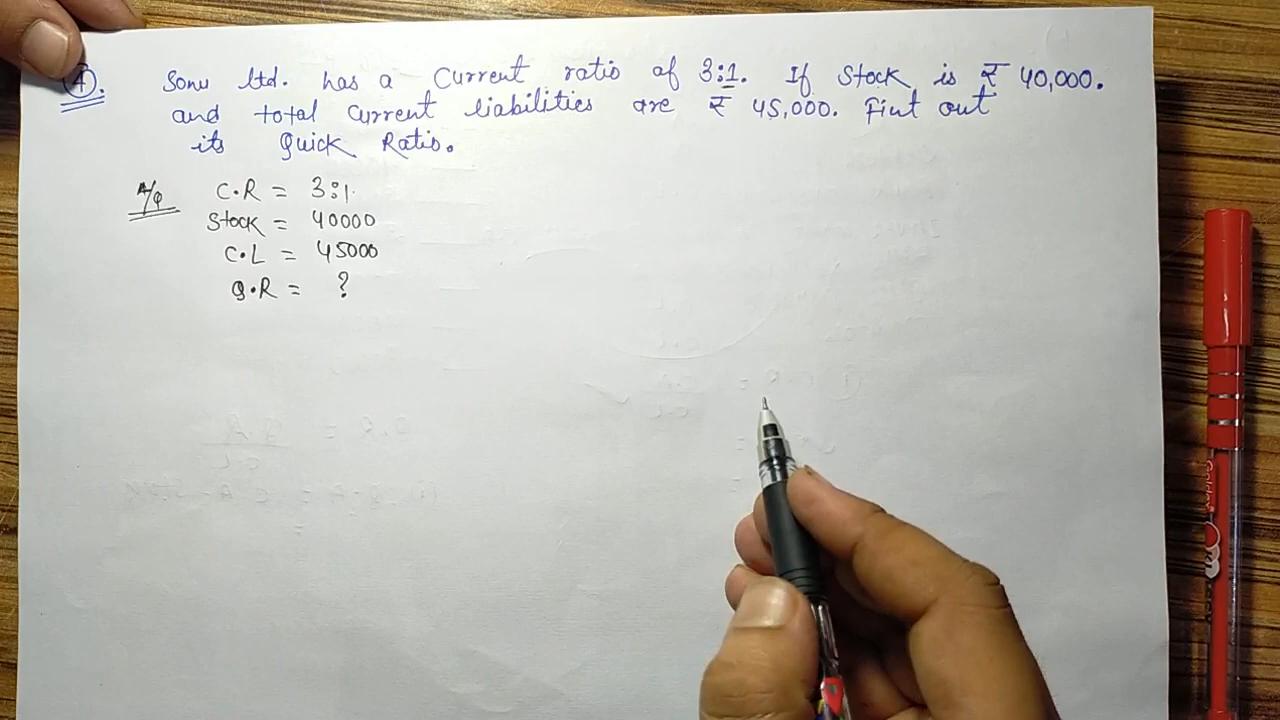 4.
Sonu Ltd. has a Current ratio of 3:1. If Stock is ₹ 40,000.
and total current liabilities are ₹ 45,000. Fint out
its Quick Ratio.
A/Q C.R = 3:1.
Stock = 40000
C.L = 45000
Q.R = ?